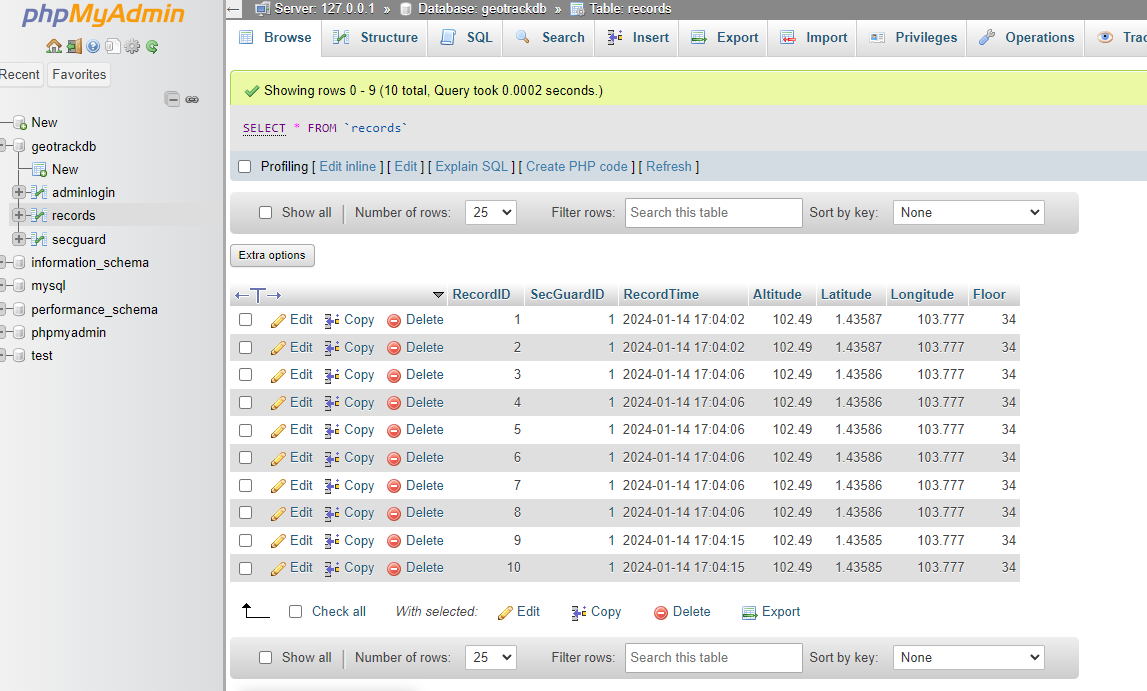 phpMyAdmin
Recent Favorites
New
geotrackdb
New
adminlogin
records
secguard
information_schema
mysql
performance_schema
phpmyadmin
test
Server: 127.0.0.1 » Database: geotrackdb » Table: records
Browse Structure SQL Search Insert Export Import Privileges Operations Trac
Showing rows 0 - 9 (10 total, Query took 0.0002 seconds.)
SELECT * FROM `records`
Profiling [ Edit inline ] [ Edit ] [ Explain SQL ] [ Create PHP code ] [ Refresh ]
Show all Number of rows: 25 Filter rows: Search this table Sort by key: None
Extra options
←T→ RecordID SecGuardID RecordTime Altitude Latitude Longitude Floor
Edit Copy Delete 1 1 2024-01-14 17:04:02 102.49 1.43587 103.777 34
Edit Copy Delete 2 1 2024-01-14 17:04:02 102.49 1.43587 103.777 34
Edit Copy Delete 3 1 2024-01-14 17:04:06 102.49 1.43586 103.777 34
Edit Copy Delete 4 1 2024-01-14 17:04:06 102.49 1.43586 103.777 34
Edit Copy Delete 5 1 2024-01-14 17:04:06 102.49 1.43586 103.777 34
Edit Copy Delete 6 1 2024-01-14 17:04:06 102.49 1.43586 103.777 34
Edit Copy Delete 7 1 2024-01-14 17:04:06 102.49 1.43586 103.777 34
Edit Copy Delete 8 1 2024-01-14 17:04:06 102.49 1.43586 103.777 34
Edit Copy Delete 9 1 2024-01-14 17:04:15 102.49 1.43585 103.777 34
Edit Copy Delete 10 1 2024-01-14 17:04:15 102.49 1.43585 103.777 34
Check all With selected: Edit Copy Delete Export
Show all Number of rows: 25 Filter rows: Search this table Sort by key: None